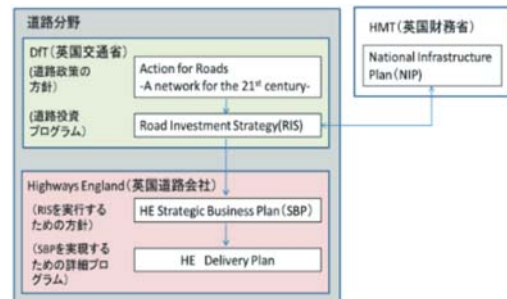 道路分野
DfT(英国交通省)
(道路政策の
方針)
Action for Roads
-A network for the 21st century-
(道路投資
プログラム)
Road Investment Strategy(RIS)
Highways England(英国道路会社)
(RISを実行する
ための方針)
HE Strategic Business Plan(SBP)
(SBPを実現する
ための詳細プロ
グラム)
HE Delivery Plan
HMT(英国財務省)
National Infrastructure
Plan(NIP)